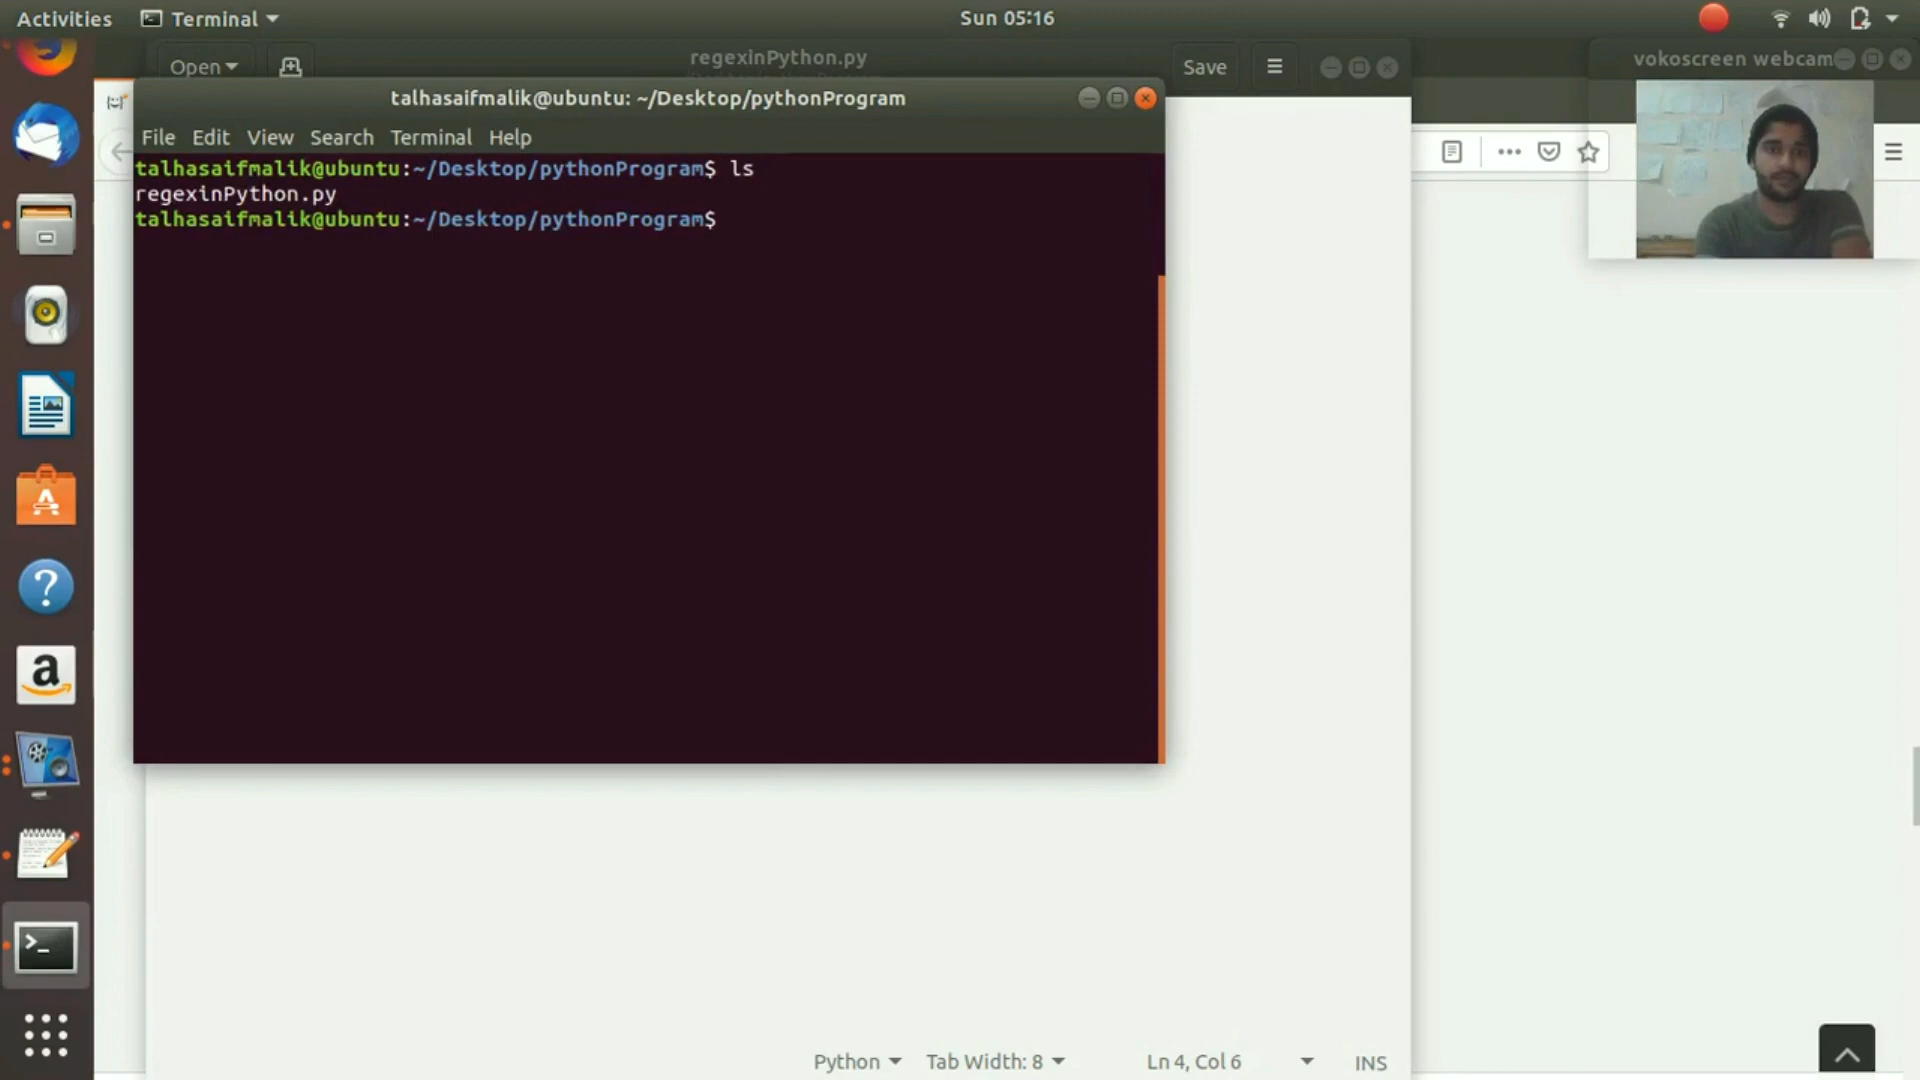 Activities
Terminal
Sun 05:16
Open
regexinPython.py
Save
vokoscreen webcam
talhasaifmalik@ubuntu: ~/Desktop/pythonProgram
File Edit View Search Terminal Help
talhasaifmalik@ubuntu:~/Desktop/pythonProgram$ ls
regexinPython.py
talhasaifmalik@ubuntu:~/Desktop/pythonProgram$
Python
Tab Width: 8
Ln 4, Col 6
INS